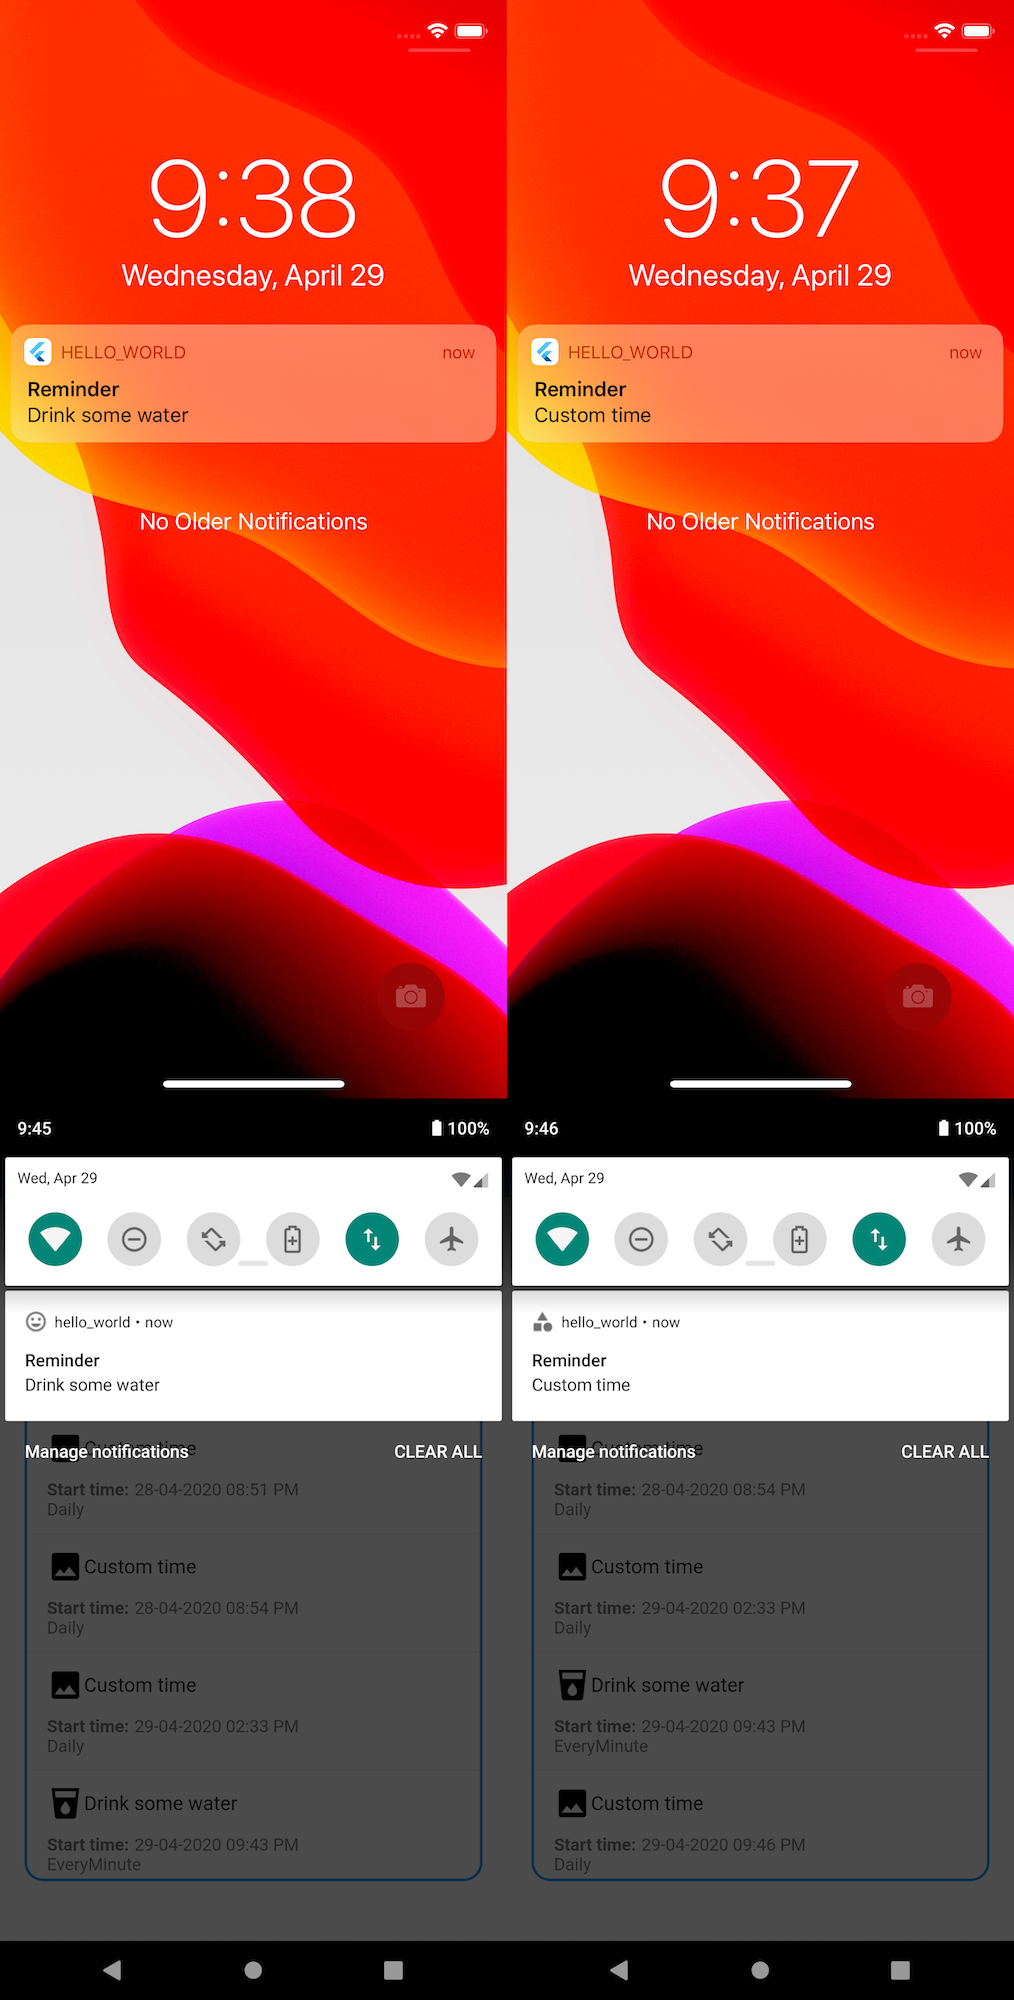 9:38
Wednesday, April 29
HELLO_WORLD now
Reminder
Drink some water
No Older Notifications
9:37
Wednesday, April 29
HELLO_WORLD now
Reminder
Custom time
No Older Notifications
9:45 100%
Wed, Apr 29
hello_world • now
Reminder
Drink some water
Custom time
Manage notifications CLEAR ALL
Start time: 28-04-2020 08:51 PM
Daily
Custom time
Start time: 28-04-2020 08:54 PM
Daily
Custom time
Start time: 29-04-2020 02:33 PM
Daily
Drink some water
Start time: 29-04-2020 09:43 PM
EveryMinute
9:46 100%
Wed, Apr 29
hello_world • now
Reminder
Custom time
Custom time
Manage notifications CLEAR ALL
Start time: 28-04-2020 08:54 PM
Daily
Custom time
Start time: 29-04-2020 02:33 PM
Daily
Drink some water
Start time: 29-04-2020 09:43 PM
EveryMinute
Custom time
Start time: 29-04-2020 09:46 PM
Daily